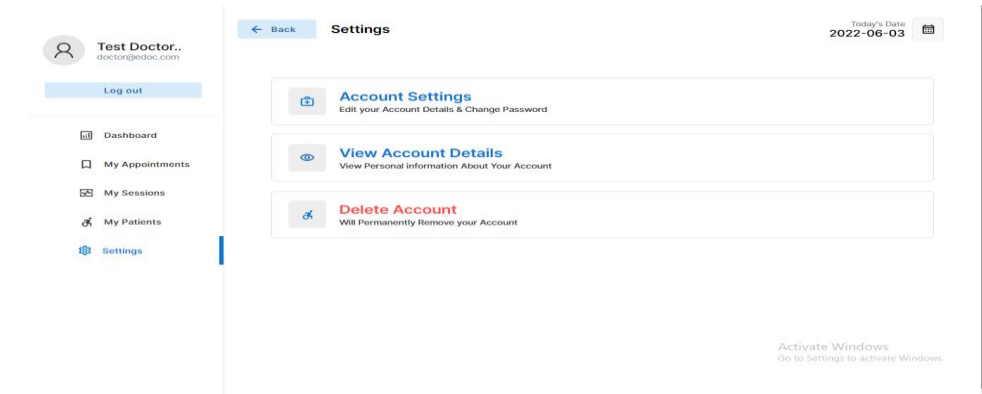 Test Doctor..
doctor@edoc.com
Log out
Dashboard
My Appointments
My Sessions
My Patients
Settings
← Back
Settings
Today's Date
2022-06-03
Account Settings
Edit your Account Details & Change Password
View Account Details
View Personal information About Your Account
Delete Account
Will Permanently Remove your Account
Activate Windows
Go to Settings to activate Windows.